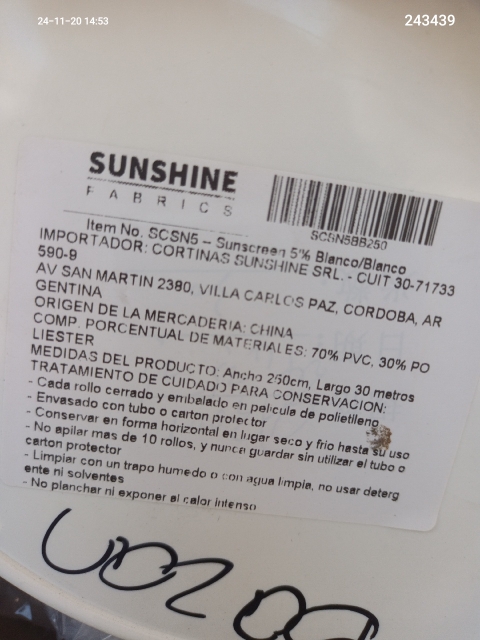 24-11-20 14:53
243439
SUNSHINE
FABRICS
SCSN5BB250
Item No. SCSN5 – Sunscreen 5% Blanco/Blanco
IMPORTADOR: CORTINAS SUNSHINE SRL. - CUIT 30-71733
590-9
AV SAN MARTIN 2380, VILLA CARLOS PAZ, CORDOBA, AR
GENTINA
ORIGEN DE LA MERCADERIA: CHINA
COMP. PORCENTUAL DE MATERIALES: 70% PVC, 30% PO
LIESTER
MEDIDAS DEL PRODUCTO: Ancho 250cm, Largo 30 metros
TRATAMIENTO DE CUIDADO PARA CONSERVACION:
- Cada rollo cerrado y embalado en pelicula de polietileno
- Envasado con tubo o carton protector
- Conservar en forma horizontal en lugar seco y frio hasta su uso
- No apilar mas de 10 rollos, y nunca guardar sin utilizar el tubo o
carton protector
- Limpiar con un trapo humedo o con agua limpia, no usar deterg
ente ni solventes
- No planchar ni exponer al calor intenso